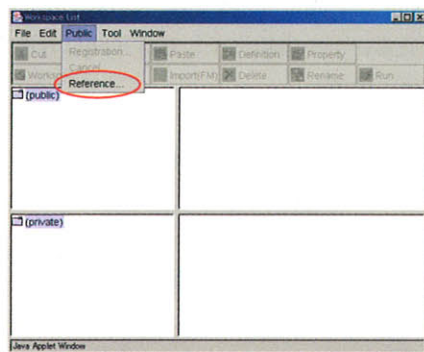 Workspace List
File Edit Public Tool Window
Cut Registration... Paste Definition Property
Cancel Import(FM) Delete Rename Run
Reference...
(public)
(private)
Java Applet Window